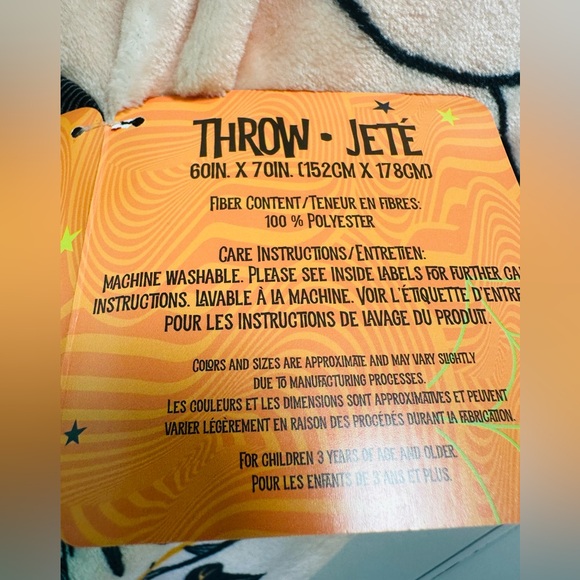 THROW • JETÉ
60IN. X 70IN. (152CM X 178CM)
FIBER CONTENT/TENEUR EN FIBRES:
100 % POLYESTER
CARE INSTRUCTIONS/ENTRETIEN:
MACHINE WASHABLE. PLEASE SEE INSIDE LABELS FOR FURTHER CA
INSTRUCTIONS. LAVABLE À LA MACHINE. VOIR L'ÉTIQUETTE D'ENTRE
POUR LES INSTRUCTIONS DE LAVAGE DU PRODUIT.
COLORS AND SIZES ARE APPROXIMATE AND MAY VARY SLIGHTLY
DUE TO MANUFACTURING PROCESSES.
LES COULEURS ET LES DIMENSIONS SONT APPROXIMATIVES ET PEUVENT
VARIER LÉGÈREMENT EN RAISON DES PROCÉDÉS DURANT LA FABRICATION.
FOR CHILDREN 3 YEARS OF AGE AND OLDER.
POUR LES ENFANTS DE 3 ANS ET PLUS.